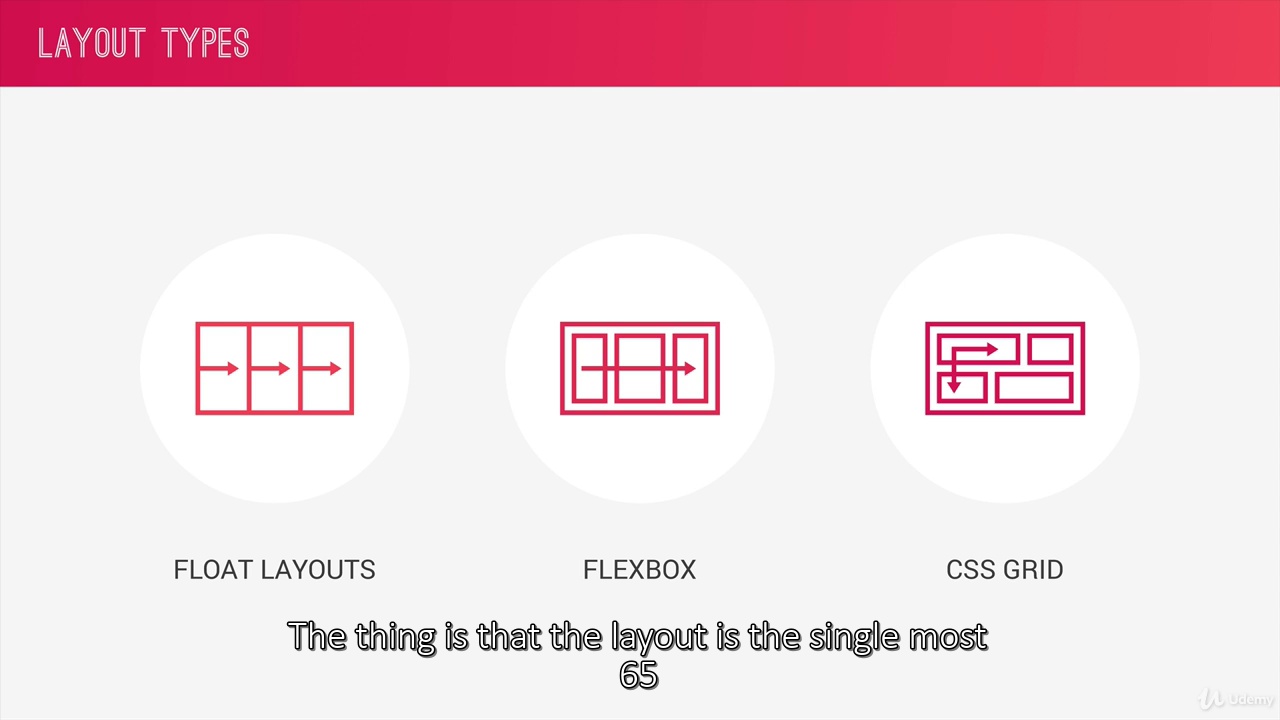 LAYOUT TYPES
FLOAT LAYOUTS
FLEXBOX
CSS GRID
The thing is that the layout is the single most
65
Udemy